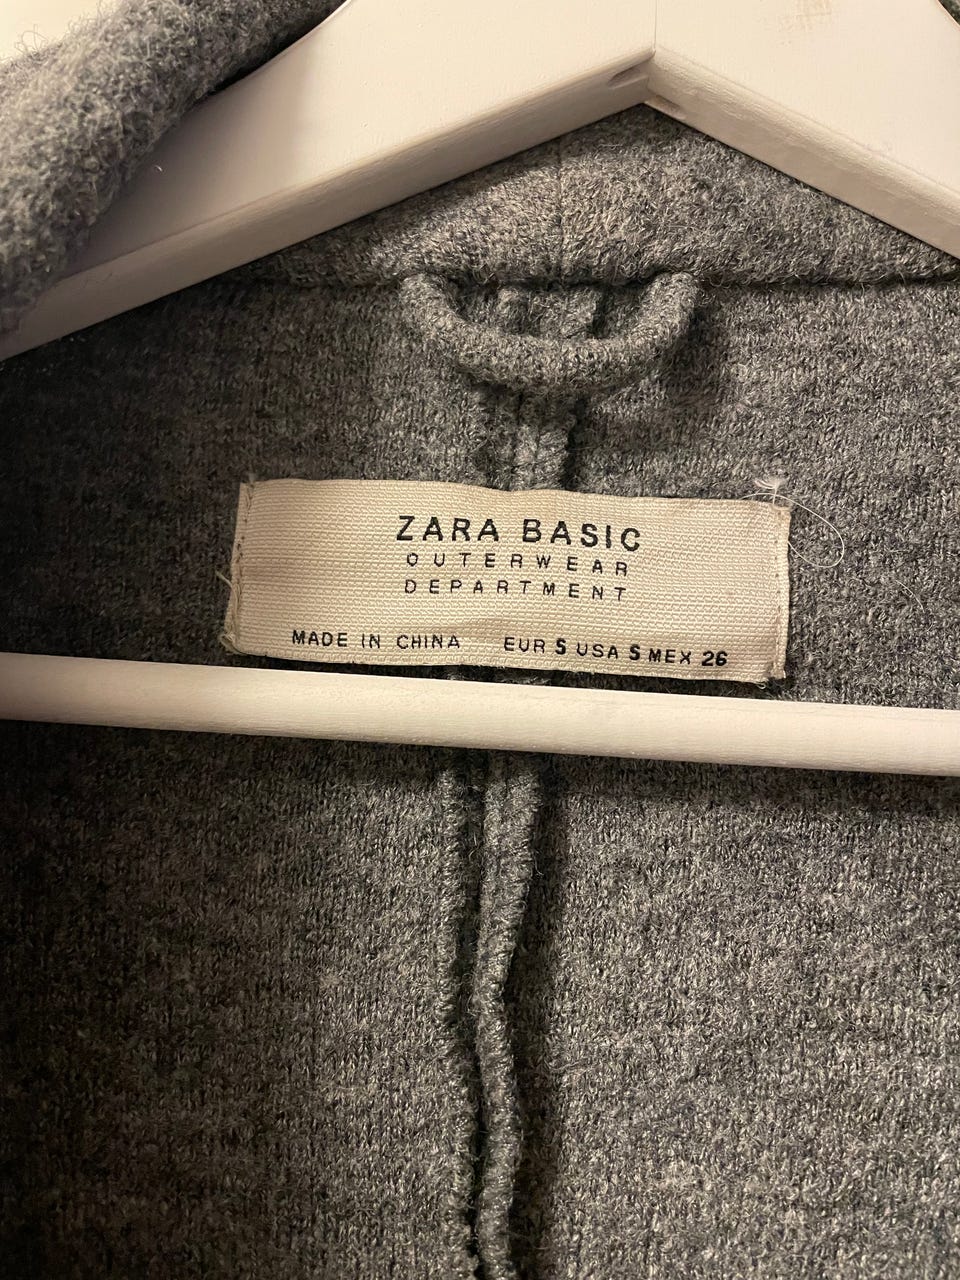 ZARA BASIC
OUTERWEAR
DEPARTMENT
MADE IN CHINA EUR S USA S MEX 26